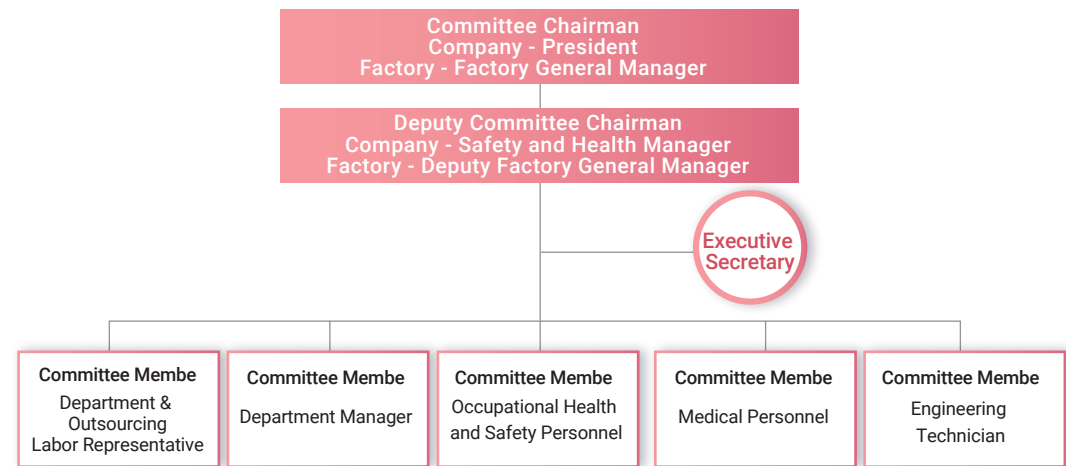 Committee Chairman
Company - President
Factory - Factory General Manager
Deputy Committee Chairman
Company - Safety and Health Manager
Factory - Deputy Factory General Manager
Executive
Secretary
Committee Membe
Department &
Outsourcing
Labor Representative
Committee Membe
Department Manager
Committee Membe
Occupational Health
and Safety Personnel
Committee Membe
Medical Personnel
Committee Membe
Engineering
Technician